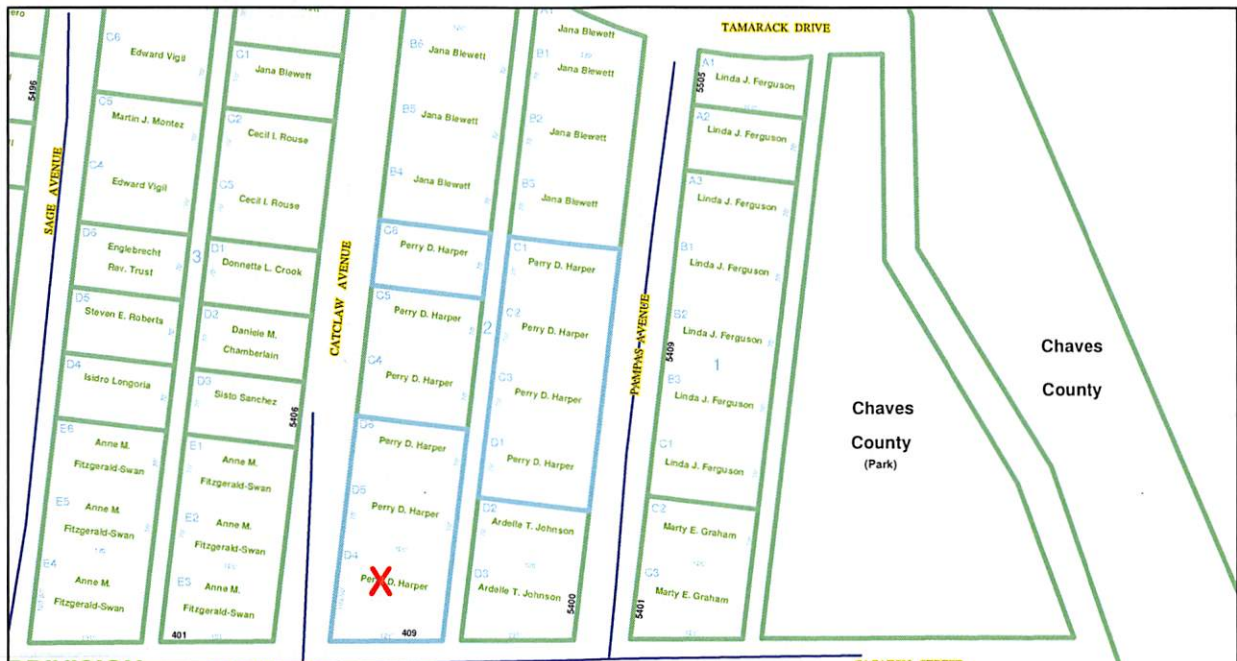 TAMARACK DRIVE
SAGE AVENUE
5496
C6
Edward Vigil
C5
Martin J. Montez
C4
Edward Vigil
D6
Englebrecht
Rav. Trust
D5
Steven E. Roberts
D4
Isidro Longoria
E6
Anne M.
Fitzgerald-Swan
E5
Anne M.
Fitzgerald-Swan
E4
Anne M.
Fitzgerald-Swan
3
C1
Jana Blewett
C2
Cecil I. Rouse
Cecil I. Rouse
D1
Donnetta L. Crook
D2
Daniele M.
Chamberlain
D3
Sisto Sanchez
5406
E1
Anne M.
Fitzgerald-Swan
E2
Anne M.
Fitzgerald-Swan
E3
Anne M.
Fitzgerald-Swan
401
CATCLAW AVENUE
B6
Jana Blewett
B5
Jana Blewett
B4
Jana Blewett
C6
Perry D. Harper
C5
Perry D. Harper
C4
Perry D. Harper
D6
Perry D. Harper
D5
Perry D. Harper
D4
Perry D. Harper
X
409
2
A1
Jana Blewett
B1
Jana Blewett
B2
Jana Blewett
B3
Jana Blewett
C1
Perry D. Harper
C2
Perry D. Harper
C3
Perry D. Harper
D1
Perry D. Harper
D2
Ardelle T. Johnson
D3
Ardelle T. Johnson
5400
PAMPAS AVENUE
5505
A1
Linda J. Ferguson
A2
Linda J. Ferguson
A3
Linda J. Ferguson
B1
Linda J. Ferguson
B2
Linda J. Ferguson
5409
1
B3
Linda J. Ferguson
C1
Linda J. Ferguson
C2
Marty E. Graham
C3
Marty E. Graham
5401
Chaves
County
(Park)
Chaves
County